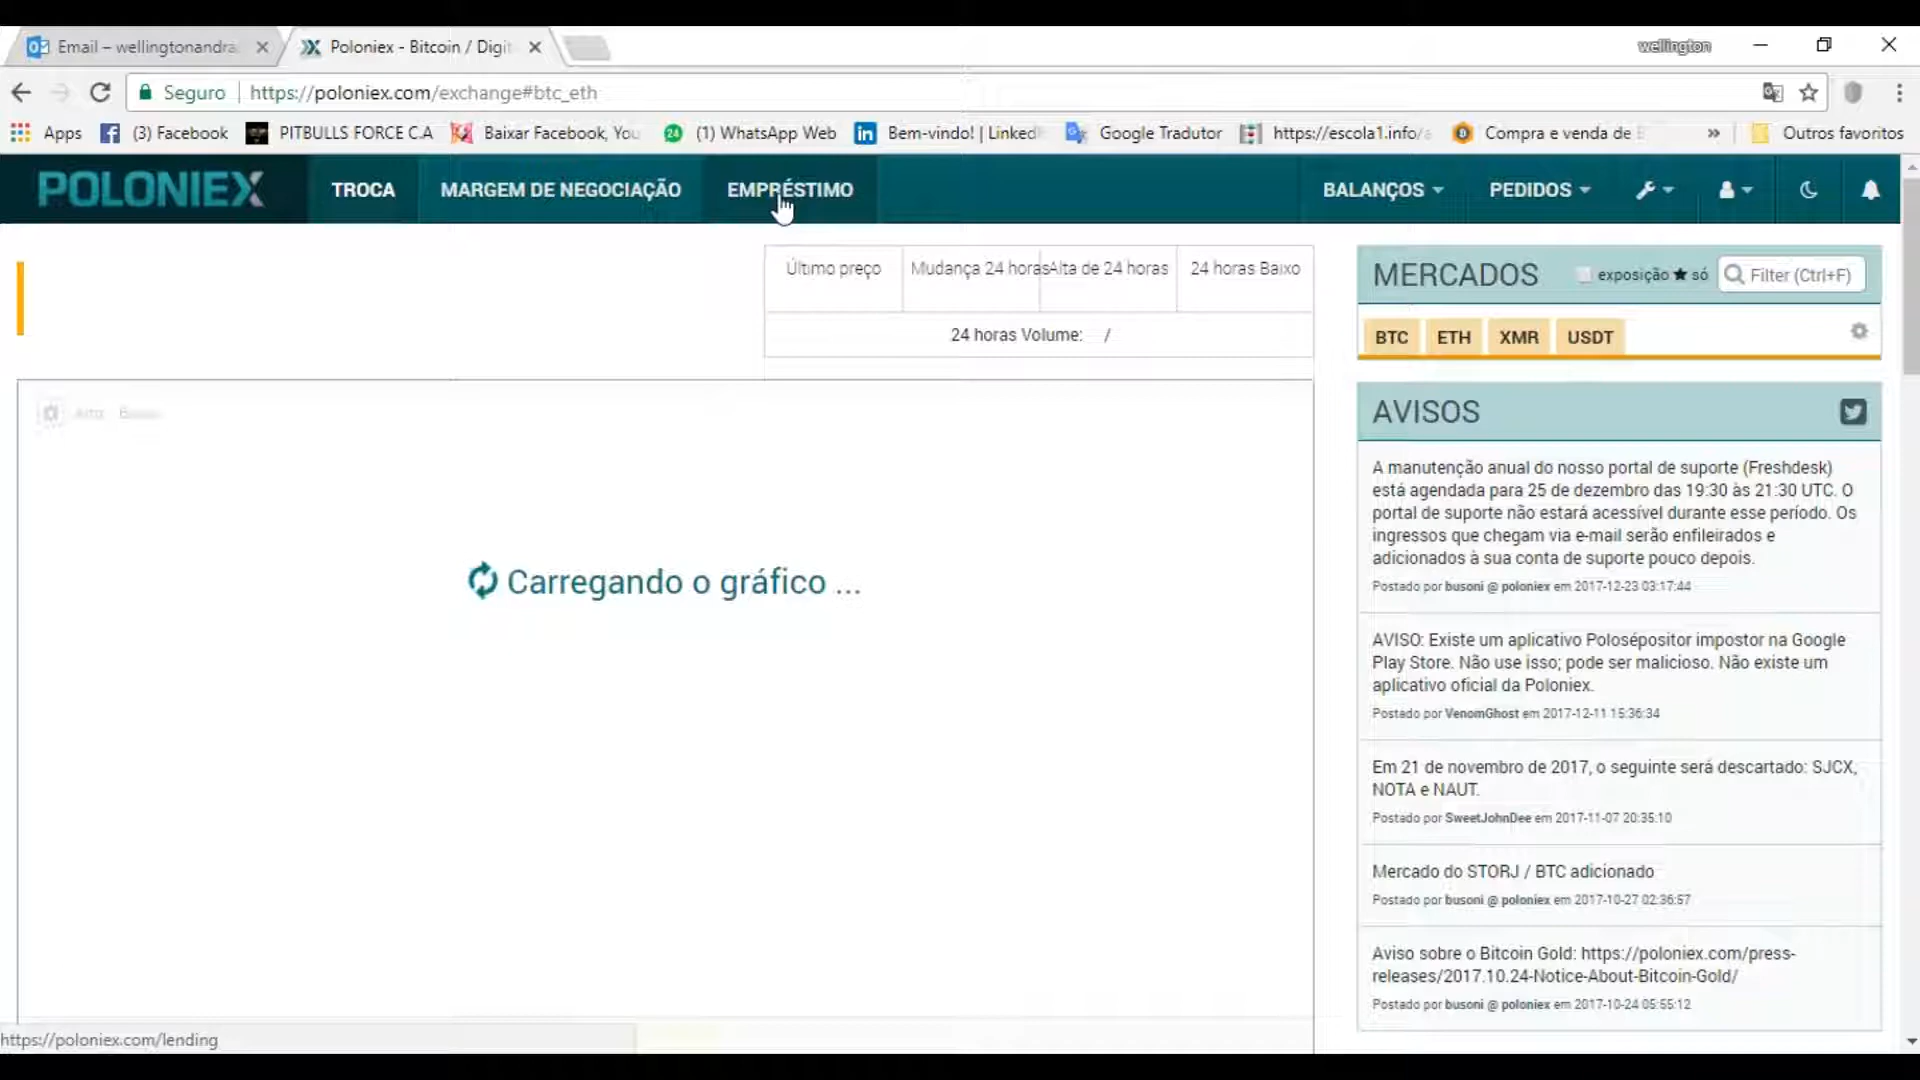 Email – wellingtonandra
Poloniex - Bitcoin / Digit
wellington
Seguro
https://poloniex.com/exchange#btc_eth
Apps
(3) Facebook
PITBULLS FORCE C.A
Baixar Facebook, You
(1) WhatsApp Web
Bem-vindo! | Linked
Google Tradutor
https://escola1.info/
Compra e venda de
»
Outros favoritos
POLONIEX
TROCA
MARGEM DE NEGOCIAÇÃO
EMPRÉSTIMO
BALANÇOS
PEDIDOS
Último preço
Mudança 24 horas
Alta de 24 horas
24 horas Baixo
24 horas Volume: /
Carregando o gráfico ...
MERCADOS
exposição ★ só
Filter (Ctrl+F)
BTC
ETH
XMR
USDT
AVISOS
A manutenção anual do nosso portal de suporte (Freshdesk)
está agendada para 25 de dezembro das 19:30 às 21:30 UTC. O
portal de suporte não estará acessível durante esse período. Os
ingressos que chegam via e-mail serão enfileirados e
adicionados à sua conta de suporte pouco depois.
Postado por busoni @ poloniex em 2017-12-23 03:17:44
AVISO: Existe um aplicativo Polosépositor impostor na Google
Play Store. Não use isso; pode ser malicioso. Não existe um
aplicativo oficial da Poloniex.
Postado por VenomGhost em 2017-12-11 15:36:34
Em 21 de novembro de 2017, o seguinte será descartado: SJCX,
NOTA e NAUT.
Postado por SweetJohnDee em 2017-11-07 20:35:10
Mercado do STORJ / BTC adicionado
Postado por busoni @ poloniex em 2017-10-27 02:36:57
Aviso sobre o Bitcoin Gold: https://poloniex.com/press-
releases/2017.10.24-Notice-About-Bitcoin-Gold/
Postado por busoni @ poloniex em 2017-10-24 05:55:12
https://poloniex.com/lending